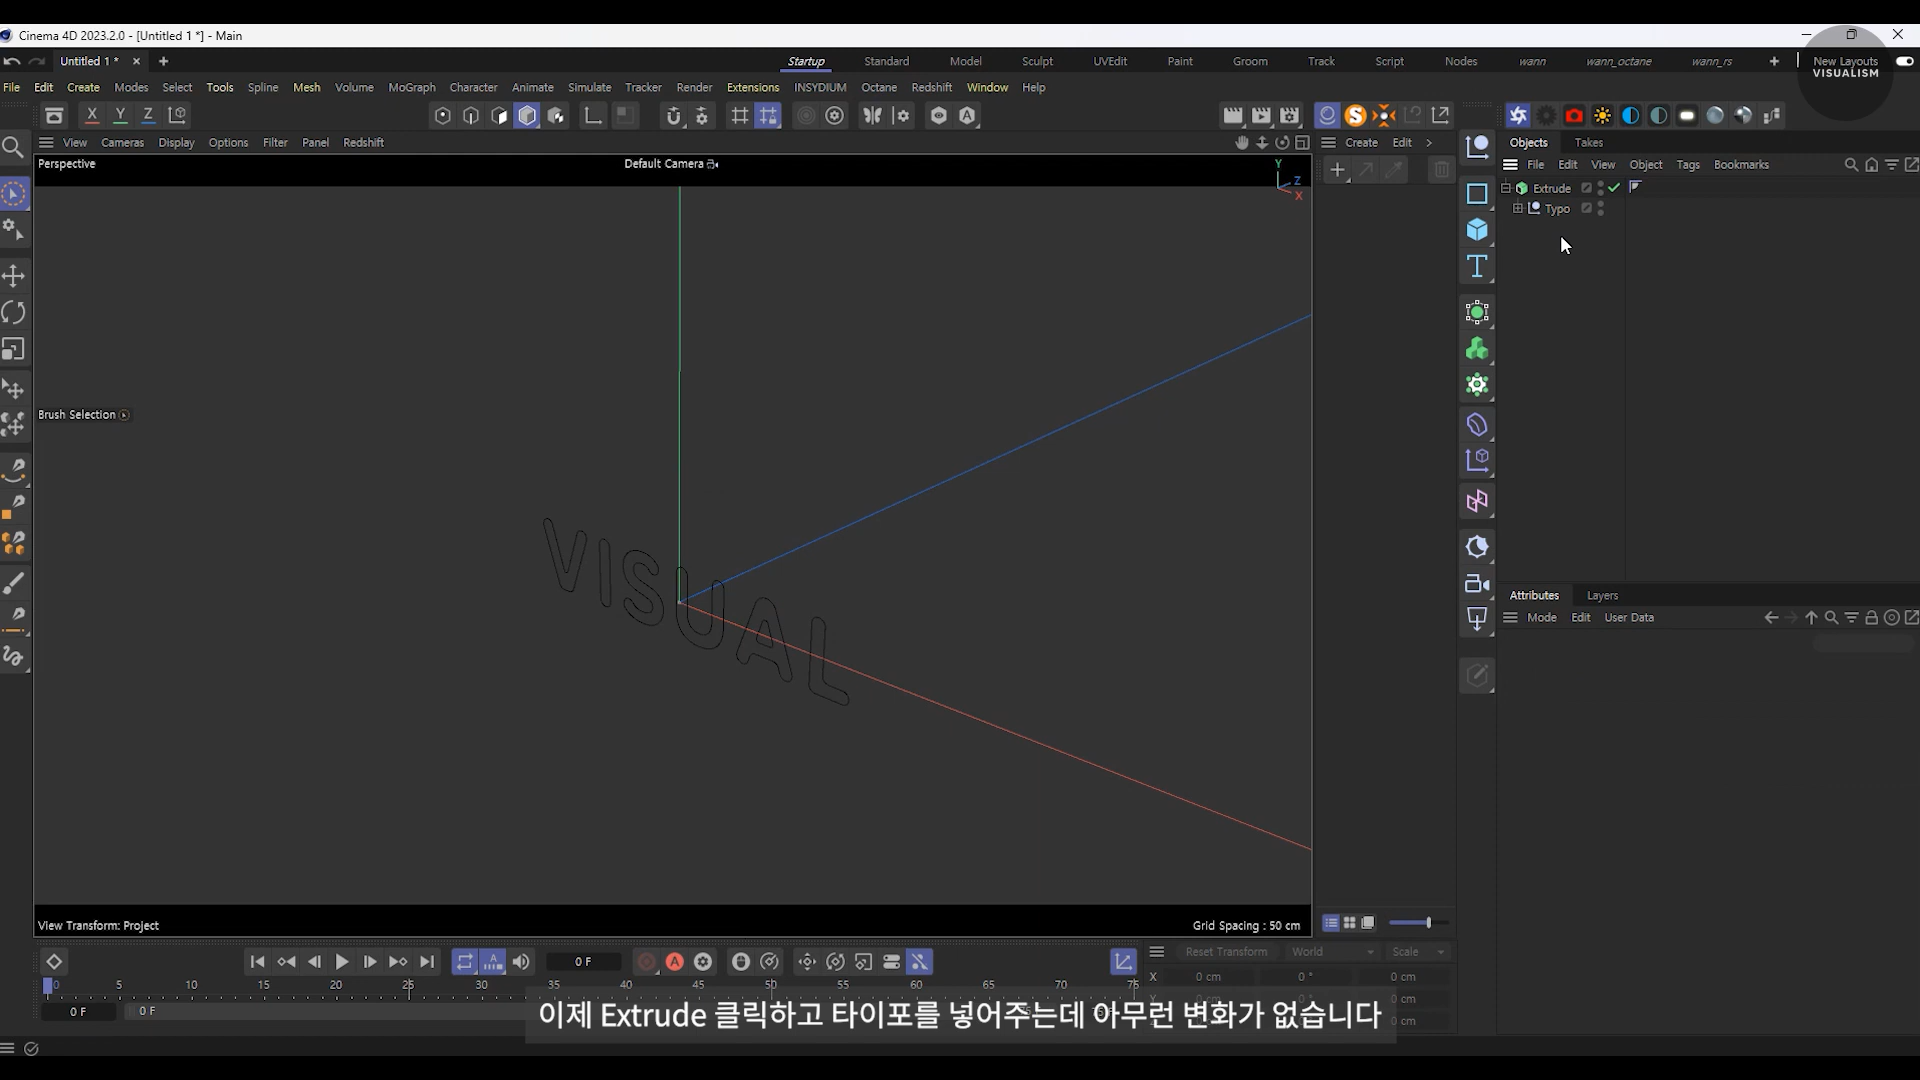 Cinema 4D 2023.2.0 - [Untitled 1 *] - Main
Untitled 1 *
Startup Standard Model Sculpt UVEdit Paint Groom Track Script Nodes wann wann_octane wann_rs
New Layouts
VISUALISM
File Edit Create Modes Select Tools Spline Mesh Volume MoGraph Character Animate Simulate Tracker Render Extensions INSYDIUM Octane Redshift Window Help
X Y Z
View Cameras Display Options Filter Panel Redshift
Create Edit
Objects Takes
File Edit View Object Tags Bookmarks
Perspective
Default Camera
Y
Z
X
Extrude
Typo
Brush Selection
VISUAL
Attributes Layers
Mode Edit User Data
View Transform: Project
Grid Spacing : 50 cm
0 F
Reset Transform World Scale
0 5 10 15 20 25 30 35 40 45 50 55 60 65 70 75
X 0 cm 0 ° 0 cm
0 F 0 F
이제 Extrude 클릭하고 타이포를 넣어주는데 아무런 변화가 없습니다